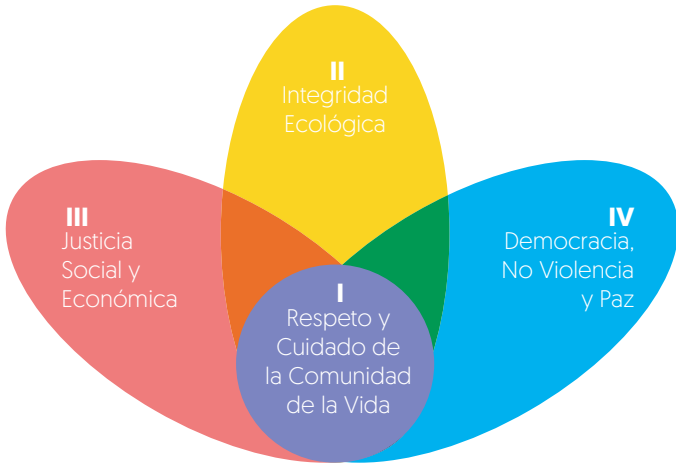 I
Respeto y
Cuidado de
la Comunidad
de la Vida
II
Integridad
Ecológica
III
Justicia
Social y
Económica
IV
Democracia,
No Violencia
y Paz